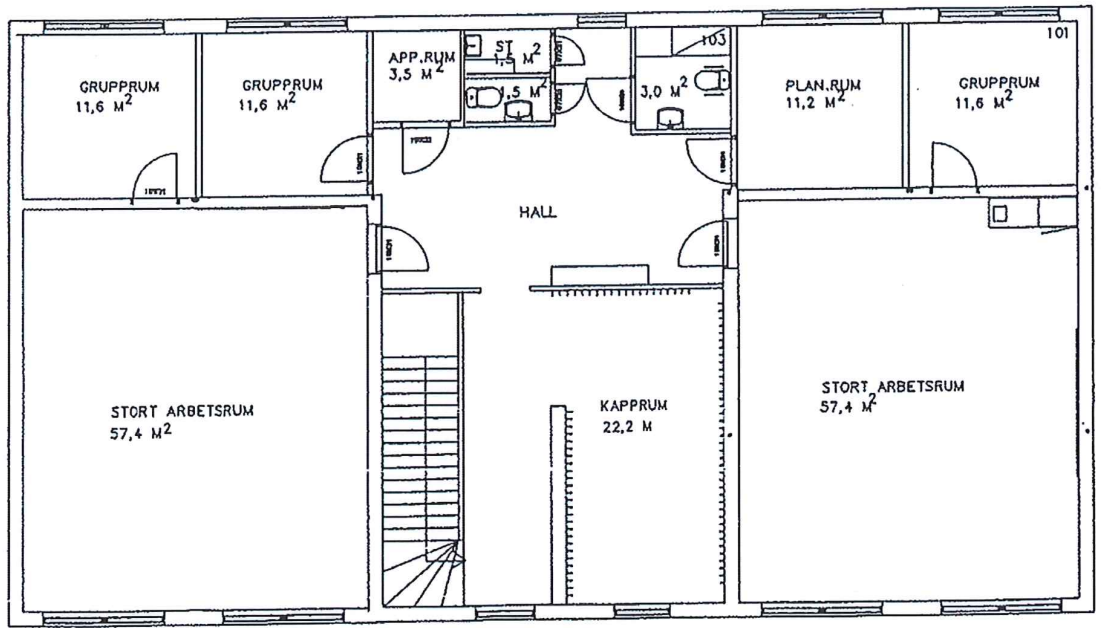 GRUPPRUM
11,6 M²
GRUPPRUM
11,6 M²
APP.RUM
3,5 M²
ST
1,5 M²
1,5 M²
103
3,0 M²
PLAN.RUM
11,2 M²
101
GRUPPRUM
11,6 M²
HALL
STORT ARBETSRUM
57,4 M²
KAPPRUM
22,2 M
STORT ARBETSRUM
57,4 M²